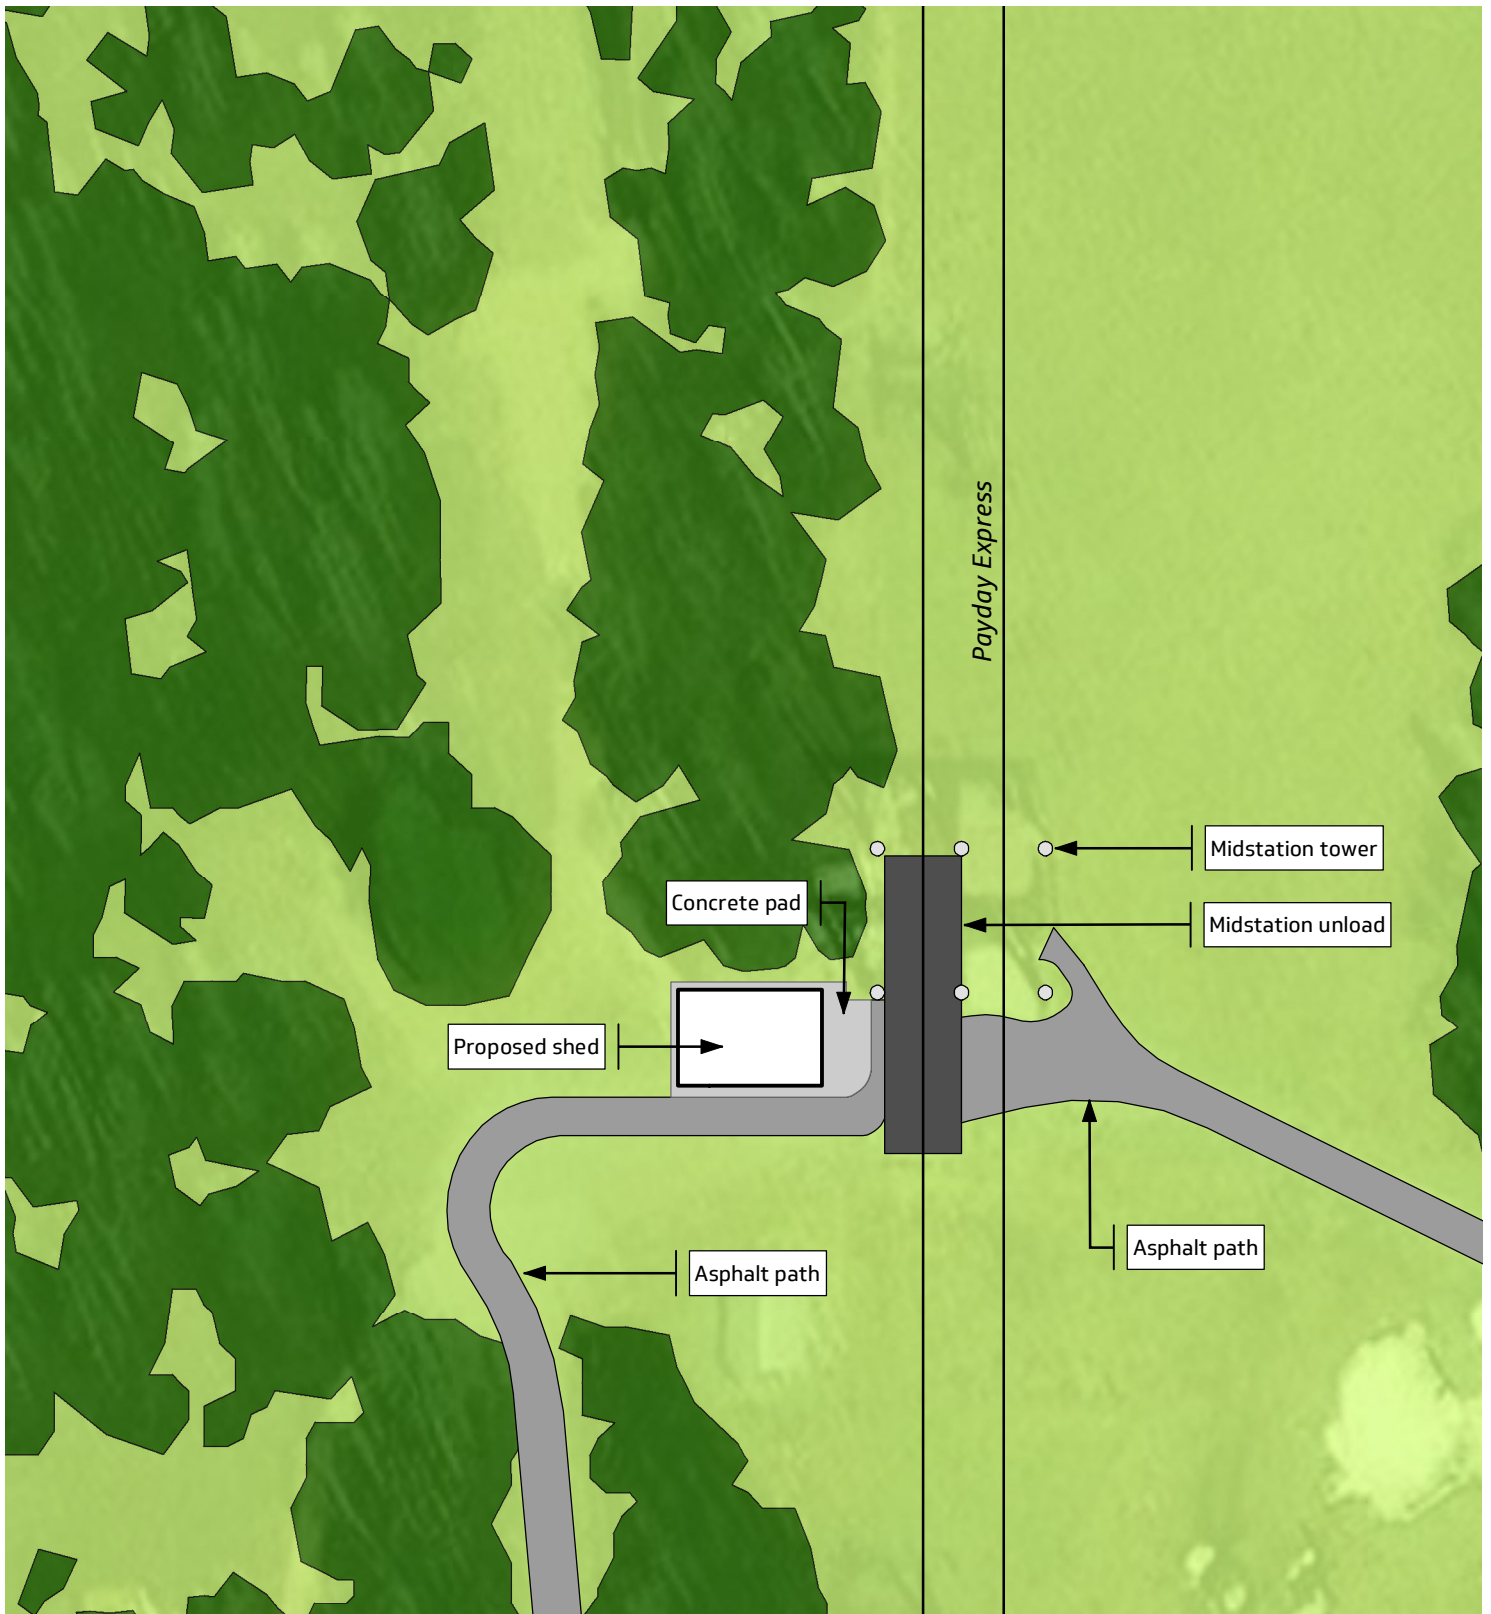 Payday Express
Midstation tower
Concrete pad
Midstation unload
Proposed shed
Asphalt path
Asphalt path